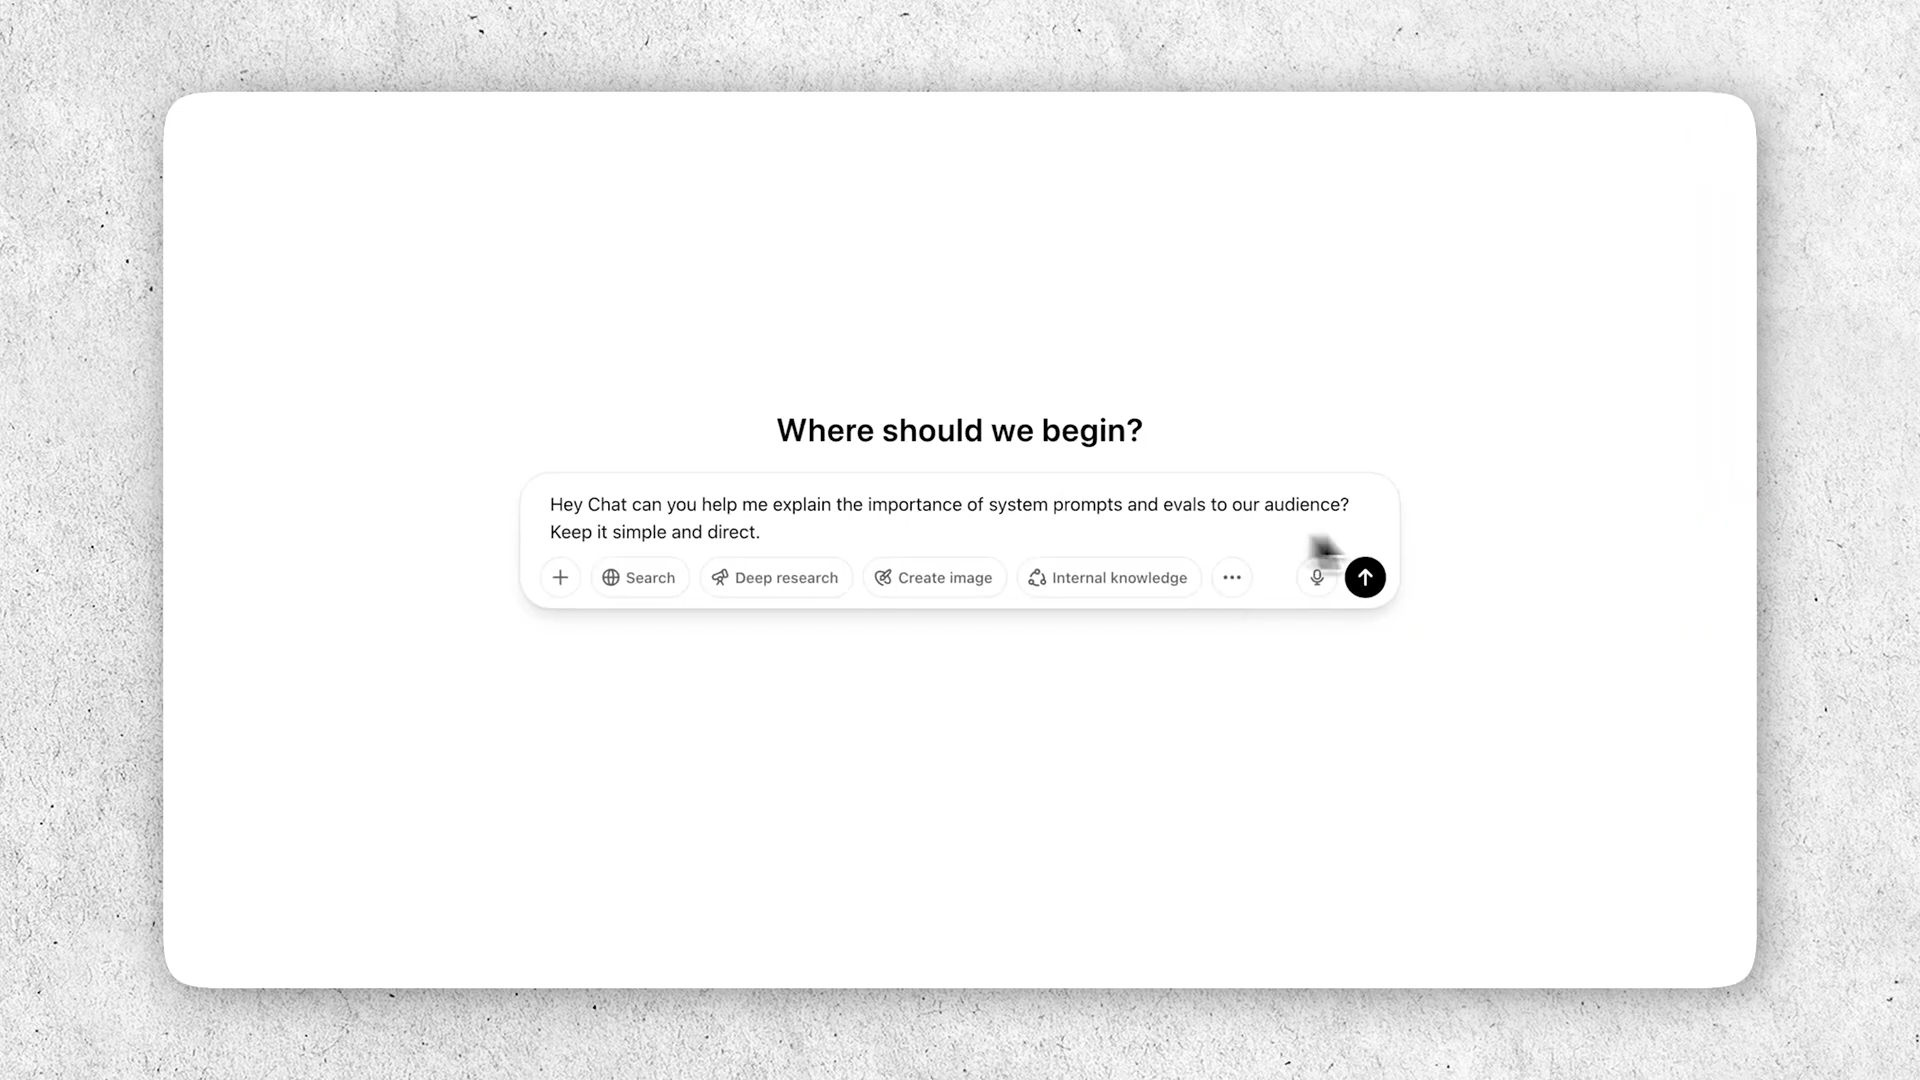 Where should we begin?
Hey Chat can you help me explain the importance of system prompts and evals to our audience?
Keep it simple and direct.
Search Deep research Create image Internal knowledge